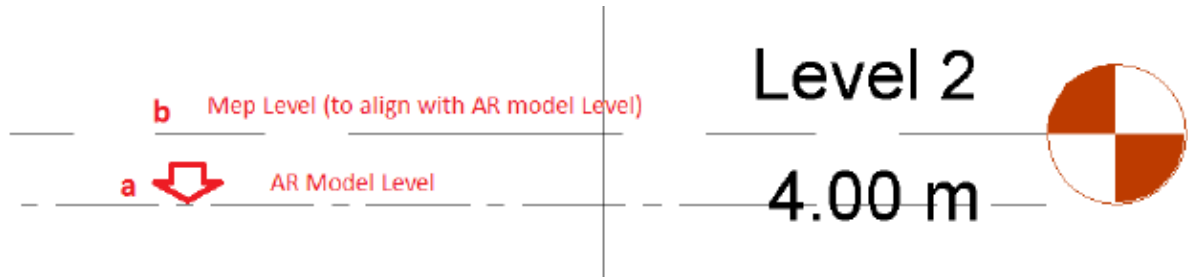 Level 2
b Mep Level (to align with AR model Level)
a AR Model Level
4.00 m